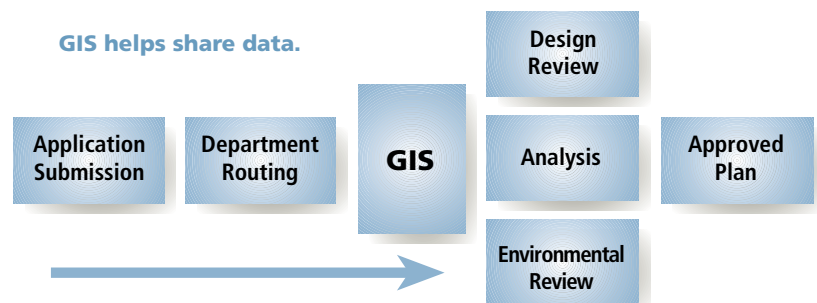 GIS helps share data.
Application
Submission
Department
Routing
GIS
Design
Review
Analysis
Environmental
Review
Approved
Plan